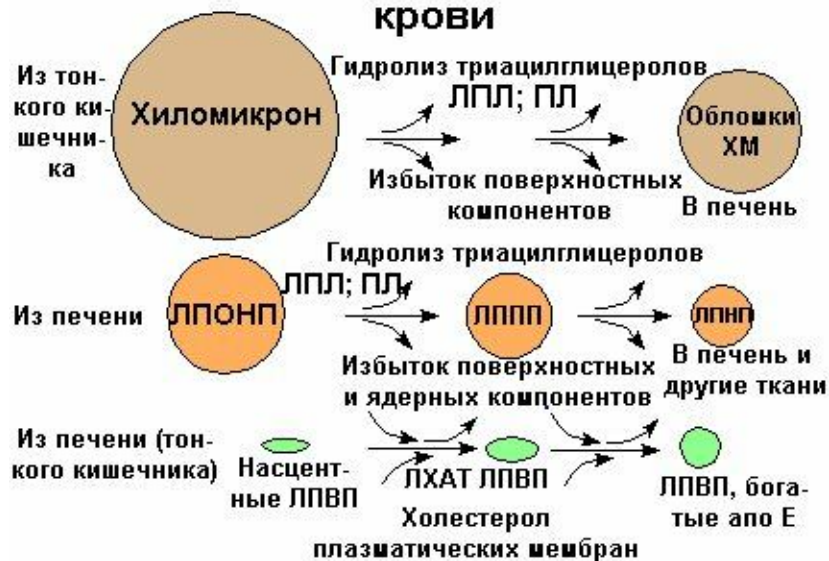 крови
Из тон-
кого ки-
шечни-
ка
Хиломикрон
Гидролиз триацилглицеролов
ЛПЛ; ПЛ
Избыток поверхностных
компонентов
Обломки
ХМ
В печень
Гидролиз триацилглицеролов
ЛПЛ; ПЛ
Из печени
ЛПОНП
ЛППП
ЛПНП
Избыток поверхностных
и ядерных компонентов
В печень и
другие ткани
Из печени (тон-
кого кишечника)
Насцент-
ные ЛПВП
ЛХАТ ЛПВП
ЛПВП, бога-
тые апо Е
Холестерол
плазматических мембран